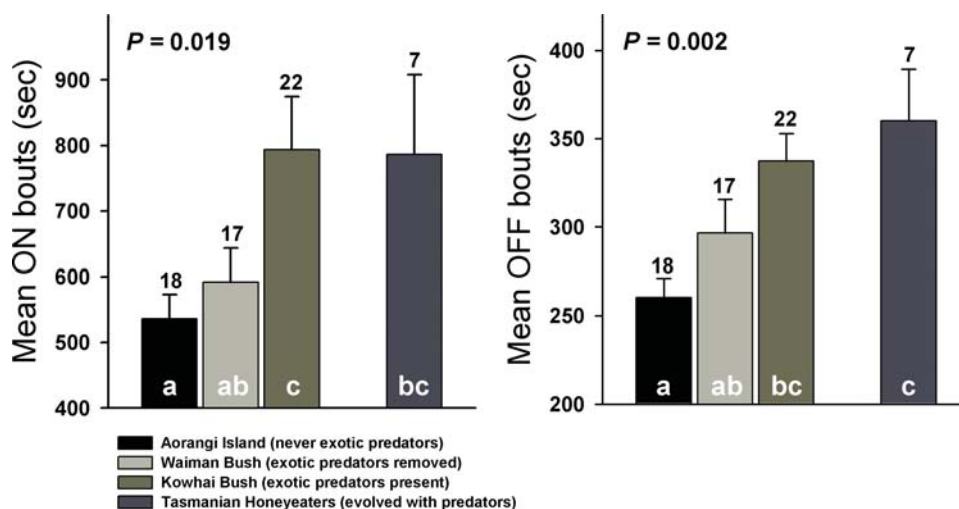 P = 0.019
Mean ON bouts (sec)
900
800
700
600
500
400
18
17
22
7
a
ab
c
bc
P = 0.002
Mean OFF bouts (sec)
400
350
300
250
200
18
17
22
7
a
ab
bc
c
Aorangi Island (never exotic predators)
Waiman Bush (exotic predators removed)
Kowhai Bush (exotic predators present)
Tasmanian Honeyeaters (evolved with predators)